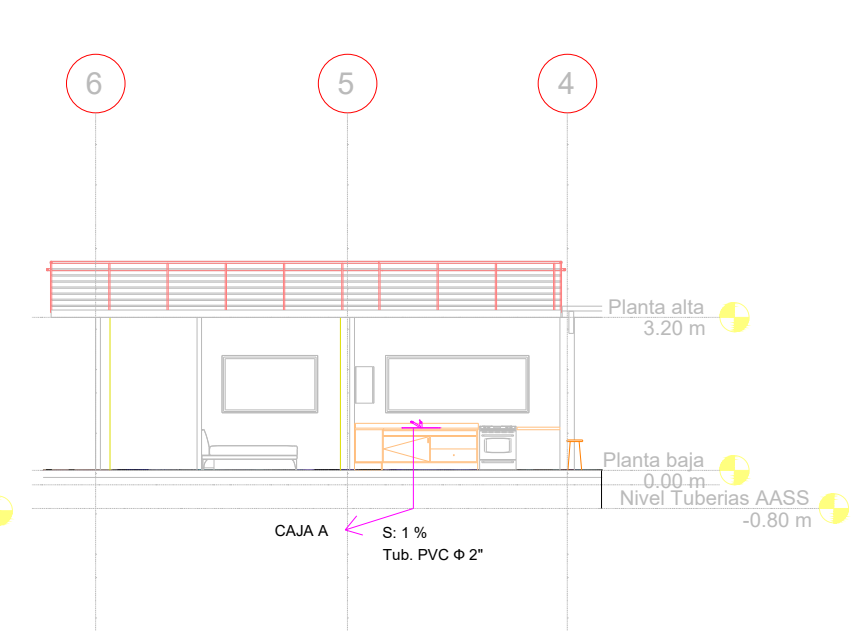 6
5
4
Planta alta
3.20 m
Planta baja
0.00 m
Nivel Tuberias AASS
-0.80 m
CAJA A
S: 1 %
Tub. PVC Φ 2"